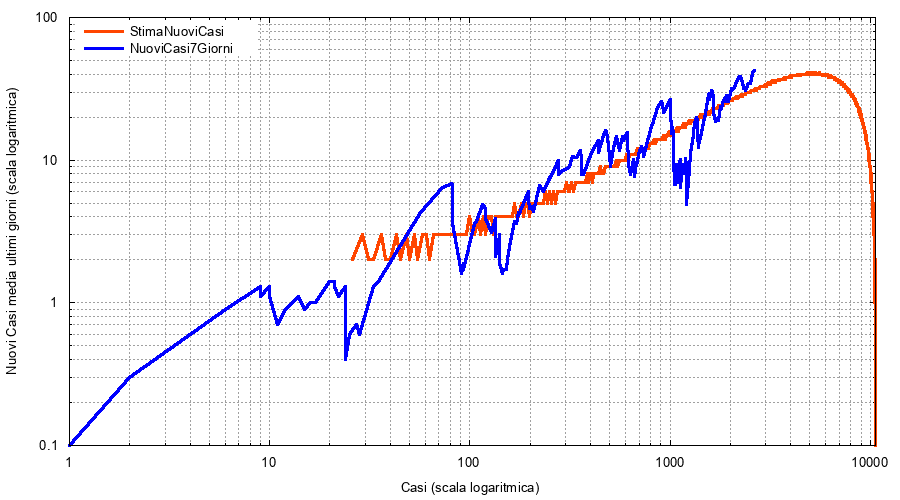 100
StimaNuoviCasi
NuoviCasi7Giorni
10
1
0.1
Nuovi Casi media ultimi giorni (scala logaritmica)
1
10
100
1000
10000
Casi (scala logaritmica)